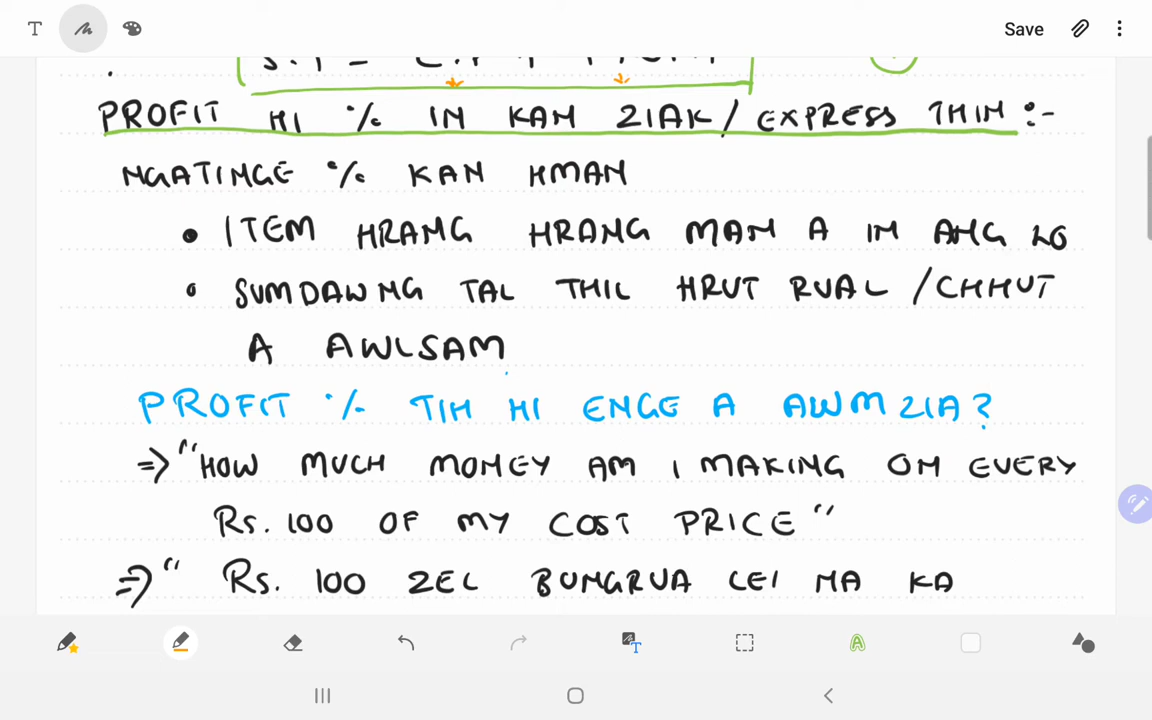 Save
S.P = C.P + PROFIT
PROFIT HI % IN KAN ZIAK / EXPRESS THIN :-
NGATINGE % KAN HMAN
• ITEM HRANG HRANG MAN A IN ANG LO
• SUMDAWNG TAL THIL HRUT RUAL / CHHUT
A AWLSAM
PROFIT % TIH HI ENGE A AWMZIA?
=> "HOW MUCH MONEY AM I MAKING ON EVERY
Rs. 100 OF MY COST PRICE"
=> " Rs. 100 ZEL BUNGRUA LEI NA KA